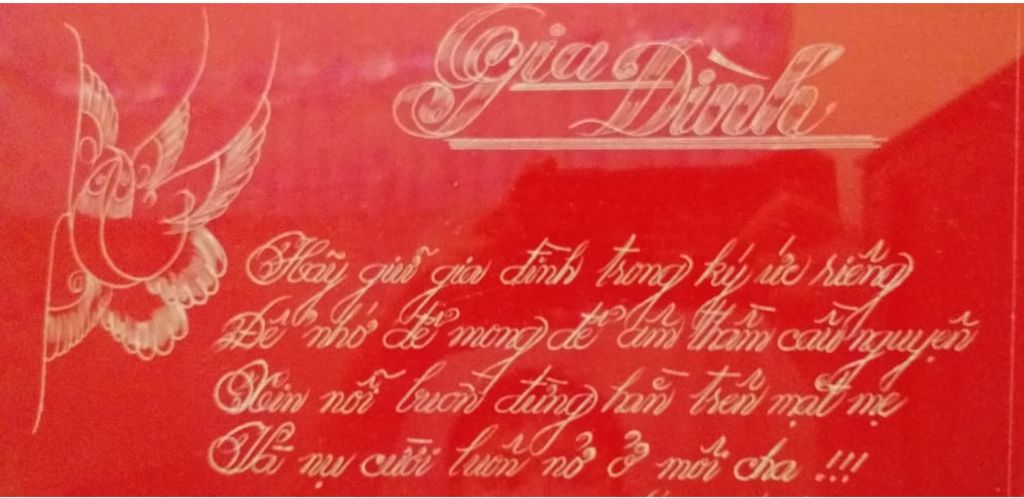 Gia Đình
Hãy giữ gia đình trong ký ức riêng
Để nhớ để mong để âm thầm cầu nguyện
Xin nỗi buồn đừng hằn trên mặt mẹ
Và nụ cười luôn nở ở môi cha !!!